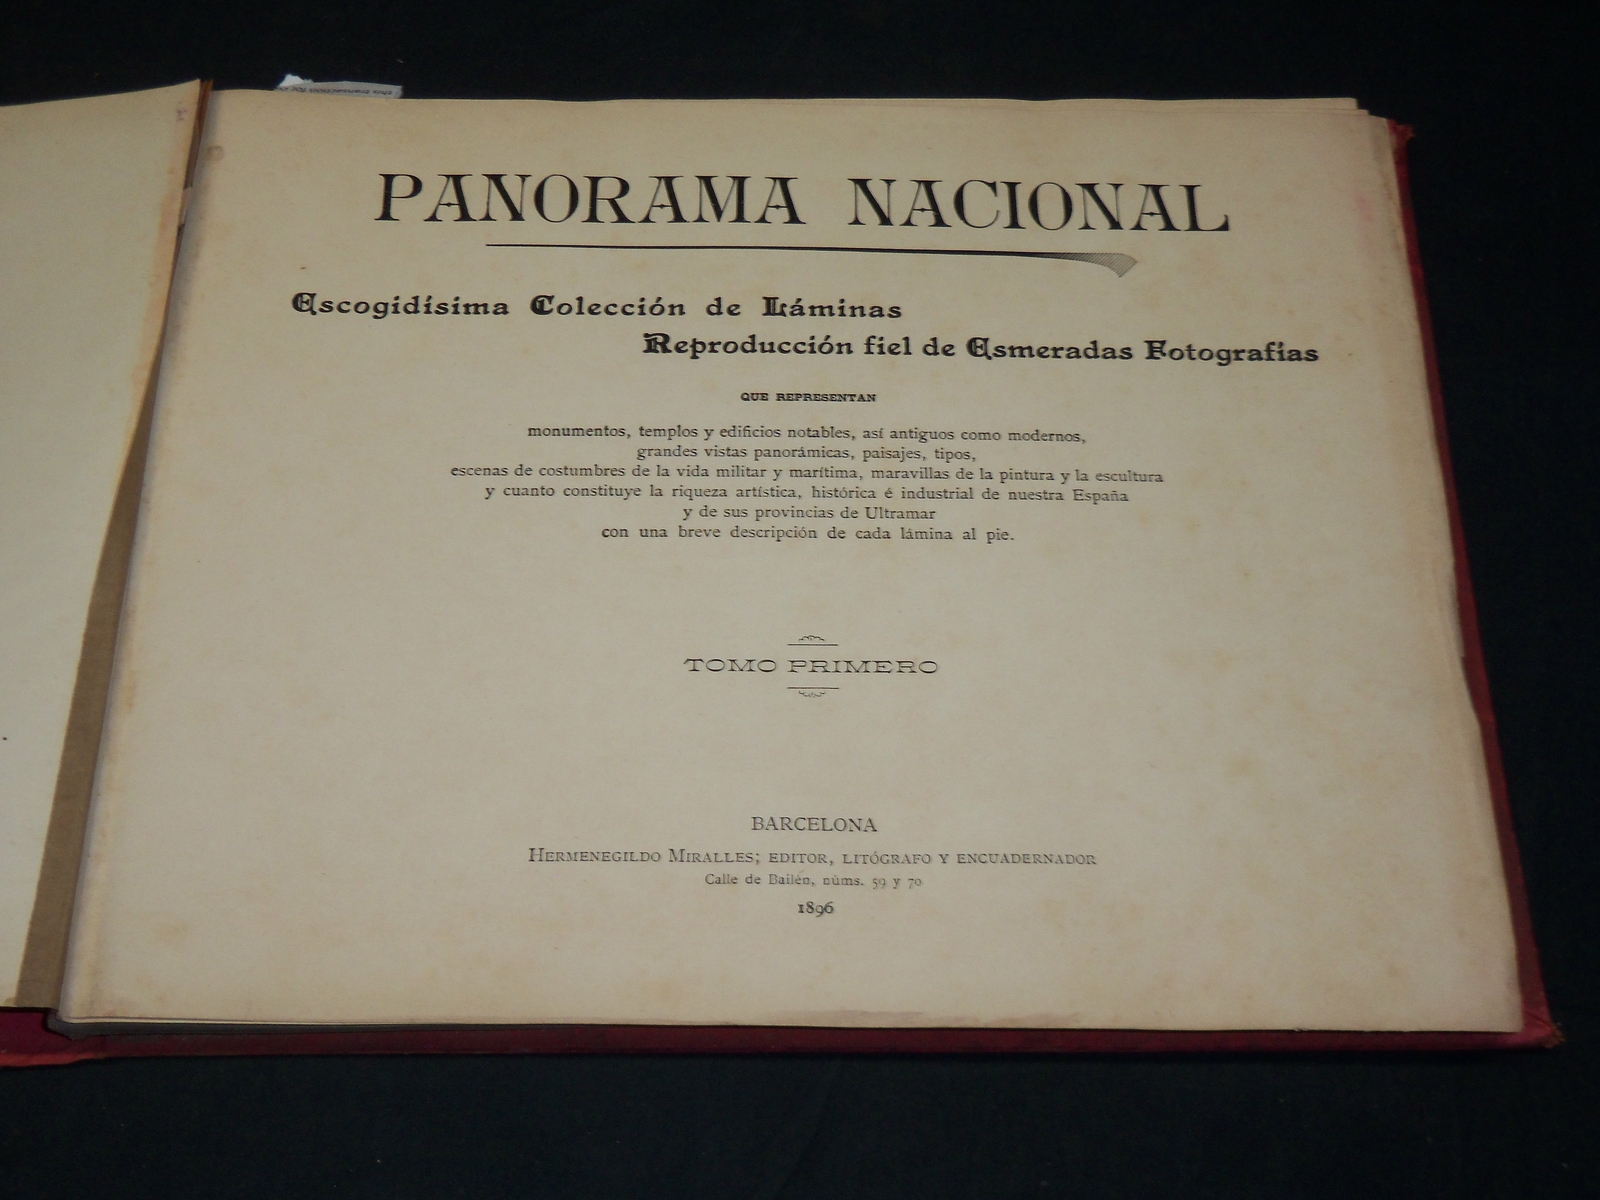 PANORAMA NACIONAL
Escogidísima Colección de Láminas
Reproducción fiel de Esmeradas Fotografías
QUE REPRESENTAN
monumentos, templos y edificios notables, así antiguos como modernos,
grandes vistas panorámicas, paisajes, tipos,
escenas de costumbres de la vida militar y marítima, maravillas de la pintura y la escultura
y cuanto constituye la riqueza artística, histórica é industrial de nuestra España
y de sus provincias de Ultramar
con una breve descripción de cada lámina al pie.
TOMO PRIMERO
BARCELONA
HERMENEGILDO MIRALLES; EDITOR, LITÓGRAFO Y ENCUADERNADOR
Calle de Bailén, núms. 59 y 70
1896